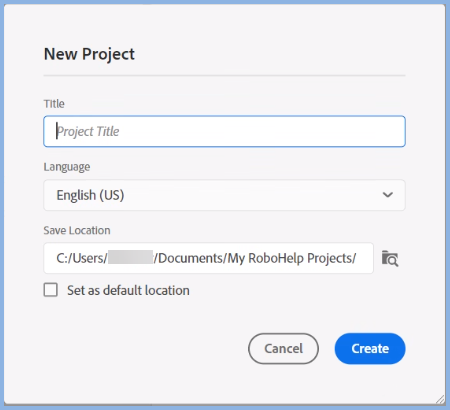 New Project
Title
Project Title
Language
English (US)
Save Location
C:/Users/ /Documents/My RoboHelp Projects/
Set as default location
Cancel Create